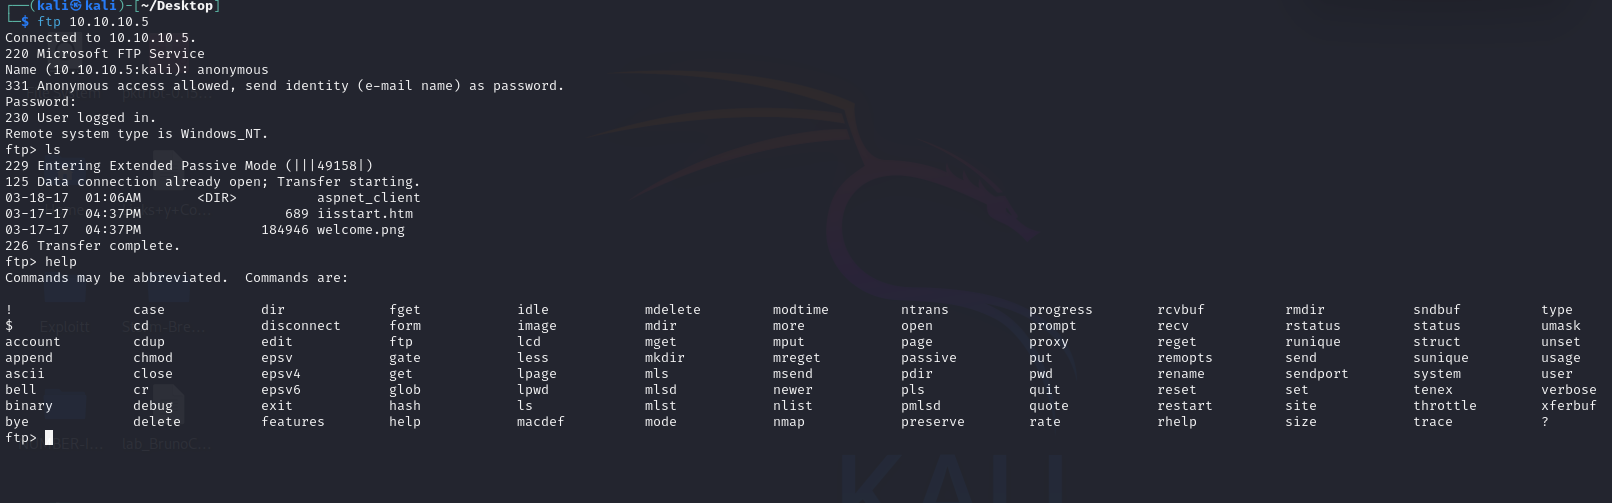 ┌──(kali㉿kali)-[~/Desktop]
└─$ ftp 10.10.10.5
Connected to 10.10.10.5.
220 Microsoft FTP Service
Name (10.10.10.5:kali): anonymous
331 Anonymous access allowed, send identity (e-mail name) as password.
Password:
230 User logged in.
Remote system type is Windows_NT.
ftp> ls
229 Entering Extended Passive Mode (|||49158|)
125 Data connection already open; Transfer starting.
03-18-17  01:06AM       <DIR>          aspnet_client
03-17-17  04:37PM                  689 iisstart.htm
03-17-17  04:37PM               184946 welcome.png
226 Transfer complete.
ftp> help
Commands may be abbreviated.  Commands are:
!		case		dir		fget		idle		mdelete		modtime		ntrans		progress	rcvbuf		rmdir		sndbuf		type
$		cd		disconnect	form		image		mdir		more		open		prompt		recv		rstatus		status		umask
account		cdup		edit		ftp		lcd		mget		mput		page		proxy		reget		runique		struct		unset
append		chmod		epsv		gate		less		mkdir		mreget		passive		put		remopts		send		sunique		usage
ascii		close		epsv4		get		lpage		mls		msend		pdir		pwd		rename		sendport	system		user
bell		cr		epsv6		glob		lpwd		mlsd		newer		pls		quit		reset		set		tenex		verbose
binary		debug		exit		hash		ls		mlst		nlist		pmlsd		quote		restart		site		throttle	xferbuf
bye		delete		features	help		macdef		mode		nmap		preserve	rate		rhelp		size		trace		?
ftp>
KALI